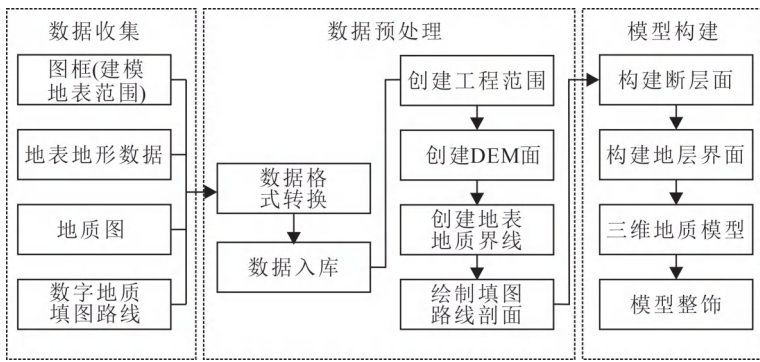 数据收集
图框(建模
地表范围)
地表地形数据
地质图
数字地质
填图路线
数据预处理
数据格
式转换
数据入库
创建工程范围
创建DEM面
创建地表
地质界线
绘制填图
路线剖面
模型构建
构建断层面
构建地层界面
三维地质模型
模型整饰